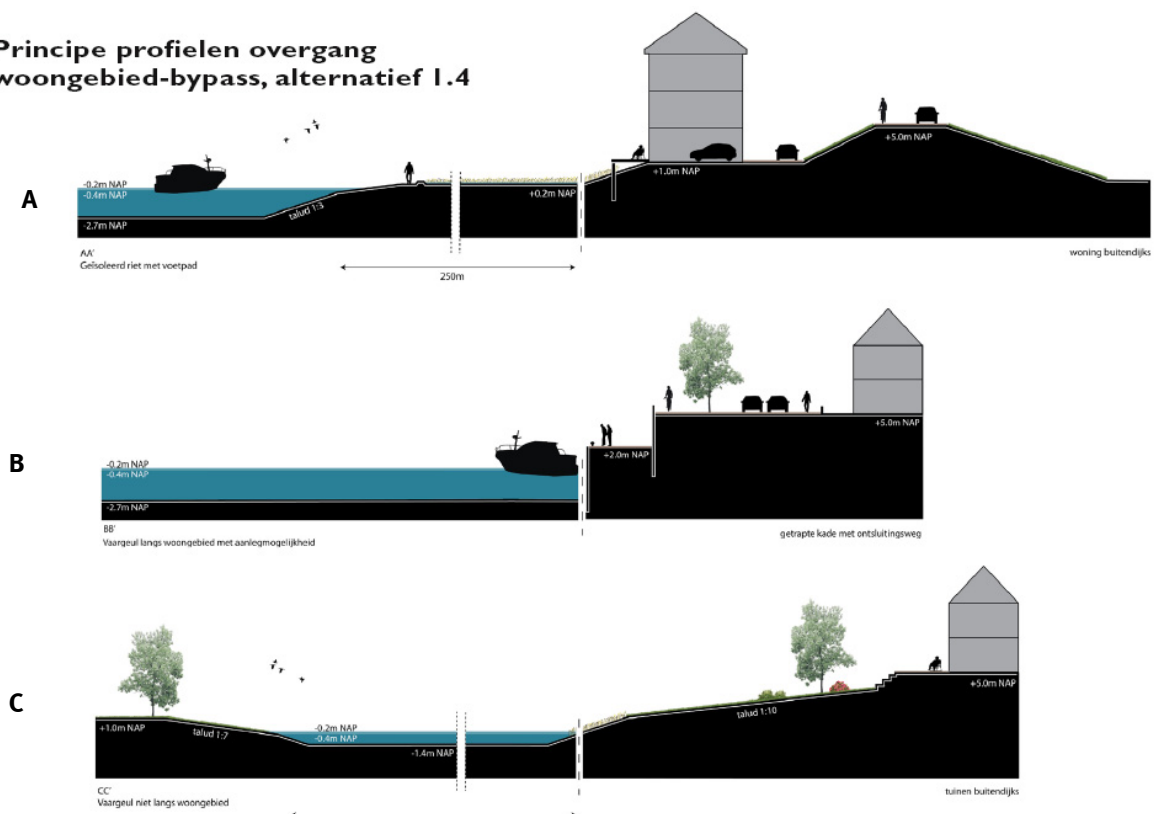 Principe profielen overgang
woongebied-bypass, alternatief 1.4
A
-0.2m NAP
-0.4m NAP
-2.7m NAP
talud 1:3
+0.2m NAP
+1.0m NAP
+5.0m NAP
AA'
Geïsoleerd riet met voetpad
250m
woning buitendijks
B
-0.2m NAP
-0.4m NAP
-2.7m NAP
+2.0m NAP
+5.0m NAP
BB'
Vaargeul langs woongebied met aanlegmogelijkheid
getrapte kade met ontsluitingsweg
C
+1.0m NAP
talud 1:7
-0.2m NAP
-0.4m NAP
-1.4m NAP
talud 1:10
+5.0m NAP
CC'
Vaargeul niet langs woongebied
tuinen buitendijks